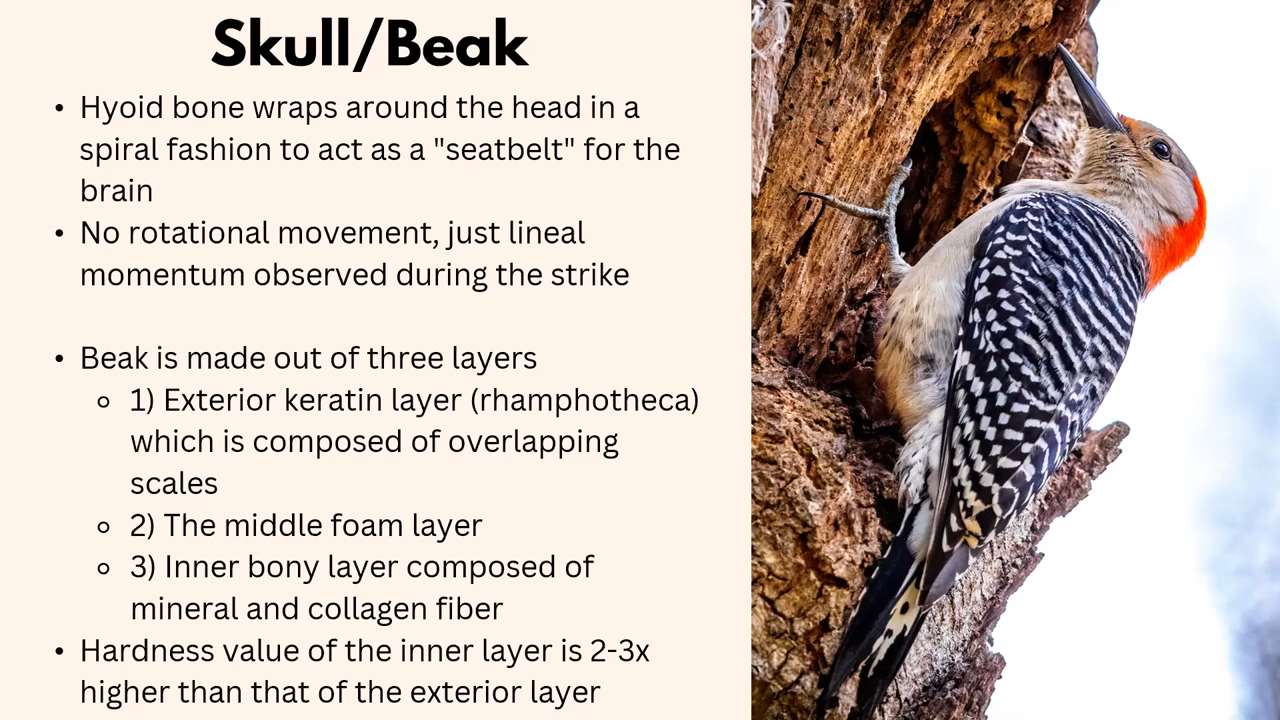 Skull/Beak
• Hyoid bone wraps around the head in a
spiral fashion to act as a "seatbelt" for the
brain
• No rotational movement, just lineal
momentum observed during the strike
• Beak is made out of three layers
◦ 1) Exterior keratin layer (rhamphotheca)
which is composed of overlapping
scales
◦ 2) The middle foam layer
◦ 3) Inner bony layer composed of
mineral and collagen fiber
• Hardness value of the inner layer is 2-3x
higher than that of the exterior layer